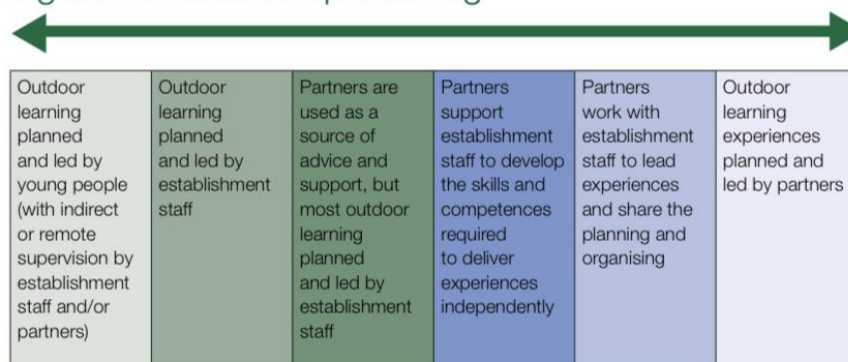 Outdoor
learning
planned
and led by
young people
(with indirect
or remote
supervision by
establishment
staff and/or
partners)
Outdoor
learning
planned
and led by
establishment
staff
Partners are
used as a
source of
advice and
support, but
most outdoor
learning
planned
and led by
establishment
staff
Partners
support
establishment
staff to develop
the skills and
competences
required
to deliver
experiences
independently
Partners
work with
establishment
staff to lead
experiences
and share the
planning and
organising
Outdoor
learning
experiences
planned and
led by partners